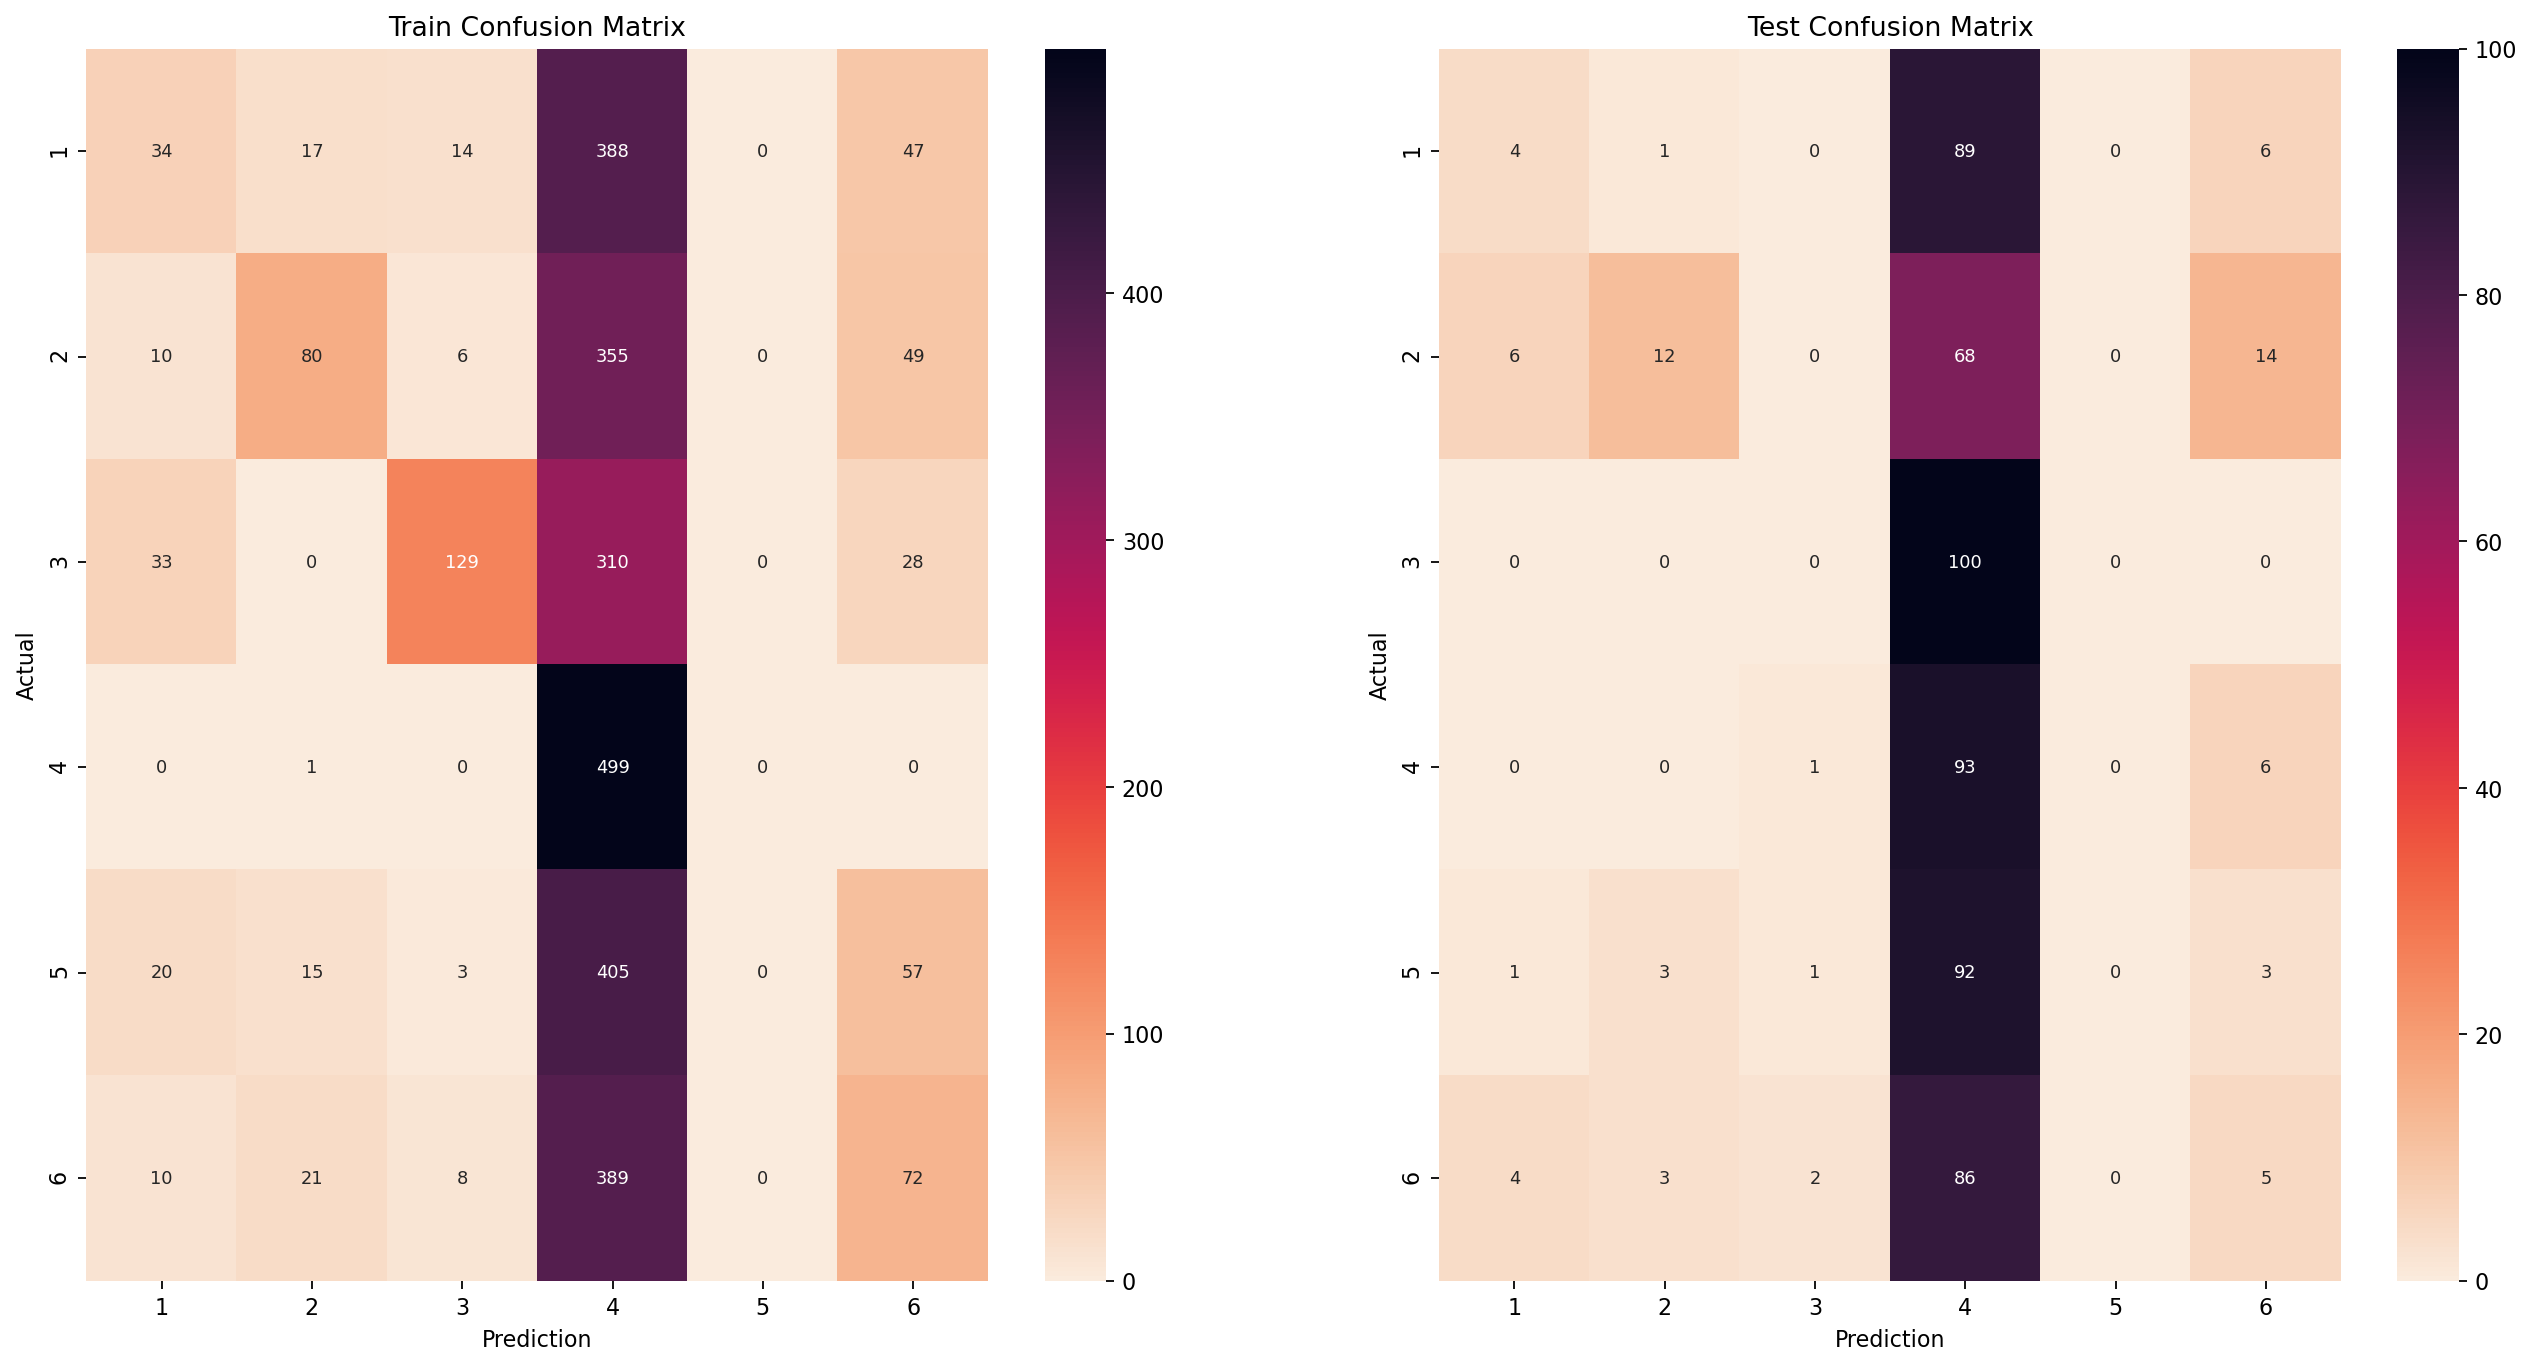 Train Confusion Matrix
1 34 17 14 388 0 47
2 10 80 6 355 0 49
3 33 0 129 310 0 28
4 0 1 0 499 0 0
5 20 15 3 405 0 57
6 10 21 8 389 0 72
1 2 3 4 5 6
Prediction
Actual
400
300
200
100
0
Test Confusion Matrix
1 4 1 0 89 0 6
2 6 12 0 68 0 14
3 0 0 0 100 0 0
4 0 0 1 93 0 6
5 1 3 1 92 0 3
6 4 3 2 86 0 5
1 2 3 4 5 6
Prediction
Actual
100
80
60
40
20
0